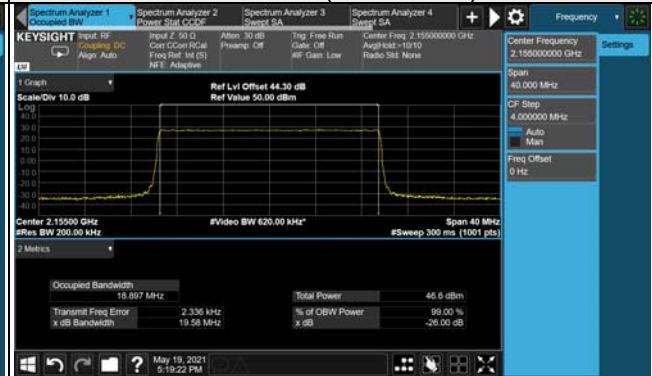 Spectrum Analyzer 1
Occupied BW
Spectrum Analyzer 2
Power Stat CCDF
Spectrum Analyzer 3
Swept SA
Spectrum Analyzer 4
Swept SA
Frequency
KEYSIGHT
Input: RF
Coupling: DC
Align: Auto
Input Z: 50 Ω
Corr CCorr RCal
Freq Ref: Int (S)
NFE: Adaptive
Atten: 30 dB
Preamp: Off
Trig: Free Run
Gate: Off
#IF Gain: Low
Center Freq: 2.155000000 GHz
Avg|Hold:>10/10
Radio Std: None
Center Frequency
2.155000000 GHz
Settings
Span
40.000 MHz
CF Step
4.000000 MHz
Auto
Man
Freq Offset
0 Hz
1 Graph
Scale/Div 10.0 dB
Ref Lvl Offset 44.30 dB
Ref Value 50.00 dBm
Log
40.0
30.0
20.0
10.0
0.00
-10.0
-20.0
-30.0
-40.0
Center 2.15500 GHz
#Res BW 200.00 kHz
#Video BW 620.00 kHz*
Span 40 MHz
#Sweep 300 ms (1001 pts)
2 Metrics
Occupied Bandwidth
18.897 MHz
Total Power 46.6 dBm
Transmit Freq Error 2.336 kHz
% of OBW Power 99.00 %
x dB Bandwidth 19.58 MHz
x dB -26.00 dB
May 19, 2021
5:19:22 PM